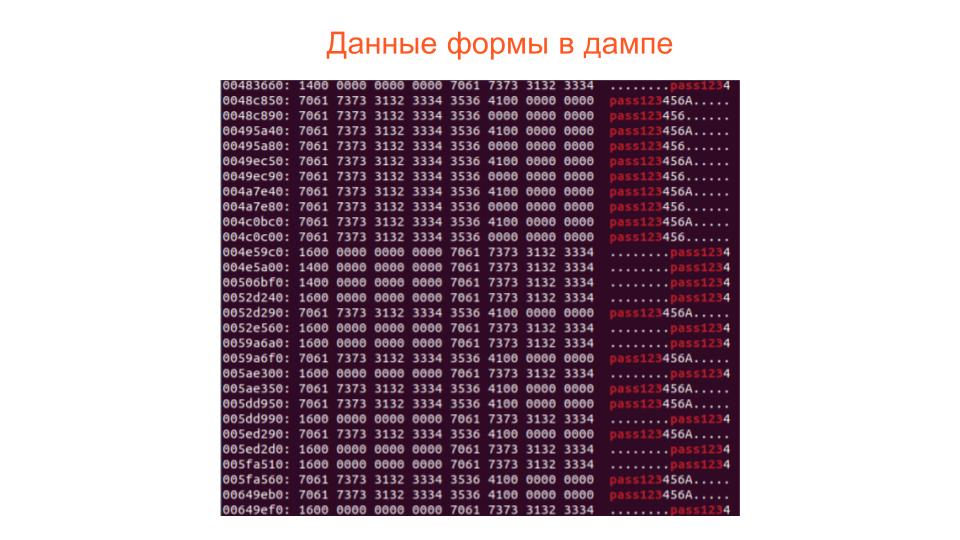 Данные формы в дампе
00483660: 1400 0000 0000 0000 7061 7373 3132 3334 ........pass1234
0048c850: 7061 7373 3132 3334 3536 4100 0000 0000 pass123456A.....
0048c890: 7061 7373 3132 3334 3536 0000 0000 0000 pass123456......
00495a40: 7061 7373 3132 3334 3536 4100 0000 0000 pass123456A.....
00495a80: 7061 7373 3132 3334 3536 0000 0000 0000 pass123456......
0049ec50: 7061 7373 3132 3334 3536 4100 0000 0000 pass123456A.....
0049ec90: 7061 7373 3132 3334 3536 0000 0000 0000 pass123456......
004a7e40: 7061 7373 3132 3334 3536 4100 0000 0000 pass123456A.....
004a7e80: 7061 7373 3132 3334 3536 0000 0000 0000 pass123456......
004c0bc0: 7061 7373 3132 3334 3536 4100 0000 0000 pass123456A.....
004c0c00: 7061 7373 3132 3334 3536 0000 0000 0000 pass123456......
004e59c0: 1600 0000 0000 0000 7061 7373 3132 3334 ........pass1234
004e5a00: 1400 0000 0000 0000 7061 7373 3132 3334 ........pass1234
00506bf0: 1400 0000 0000 0000 7061 7373 3132 3334 ........pass1234
0052d240: 1600 0000 0000 0000 7061 7373 3132 3334 ........pass1234
0052d290: 7061 7373 3132 3334 3536 4100 0000 0000 pass123456A.....
0052e560: 1600 0000 0000 0000 7061 7373 3132 3334 ........pass1234
0059a6a0: 1600 0000 0000 0000 7061 7373 3132 3334 ........pass1234
0059a6f0: 7061 7373 3132 3334 3536 4100 0000 0000 pass123456A.....
005ae300: 1600 0000 0000 0000 7061 7373 3132 3334 ........pass1234
005ae350: 7061 7373 3132 3334 3536 4100 0000 0000 pass123456A.....
005dd950: 7061 7373 3132 3334 3536 4100 0000 0000 pass123456A.....
005dd990: 1600 0000 0000 0000 7061 7373 3132 3334 ........pass1234
005ed290: 7061 7373 3132 3334 3536 4100 0000 0000 pass123456A.....
005ed2d0: 1600 0000 0000 0000 7061 7373 3132 3334 ........pass1234
005fa510: 1600 0000 0000 0000 7061 7373 3132 3334 ........pass1234
005fa560: 7061 7373 3132 3334 3536 4100 0000 0000 pass123456A.....
00649eb0: 7061 7373 3132 3334 3536 4100 0000 0000 pass123456A.....
00649ef0: 1600 0000 0000 0000 7061 7373 3132 3334 ........pass1234